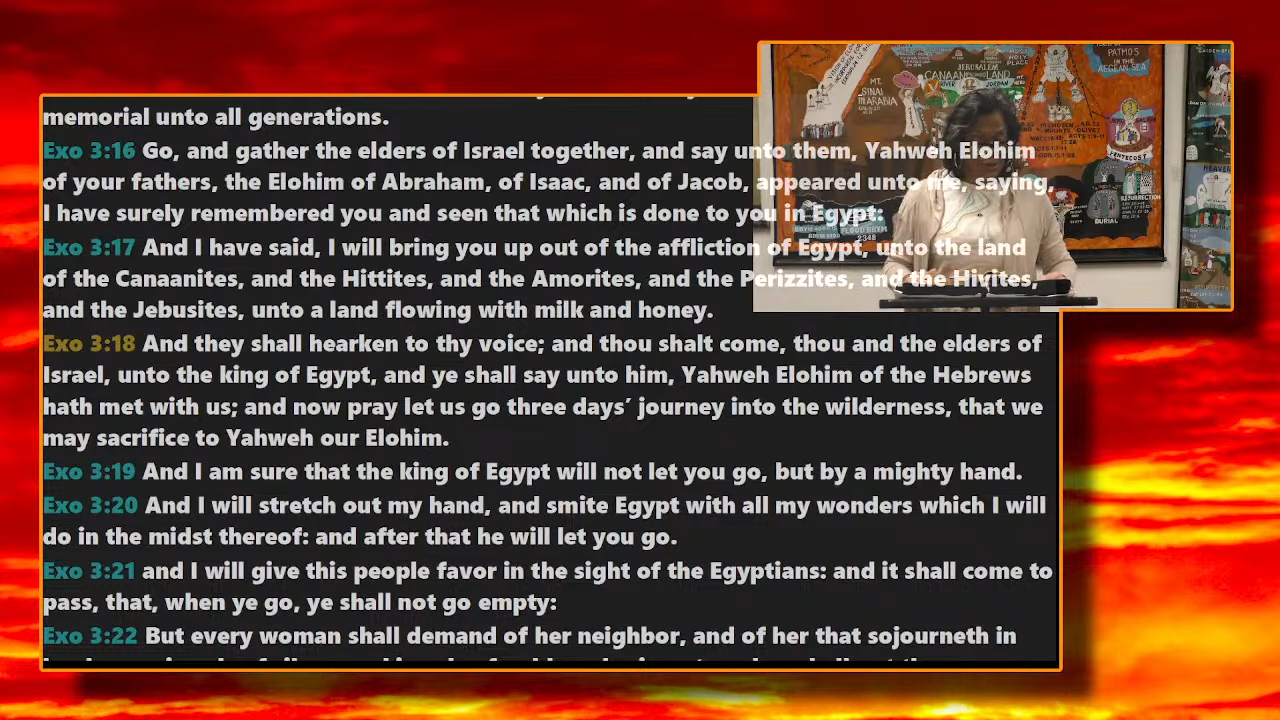 memorial unto all generations.
Exo 3:16 Go, and gather the elders of Israel together, and say unto them, Yahweh Elohim
of your fathers, the Elohim of Abraham, of Isaac, and of Jacob, appeared unto me, saying,
I have surely remembered you and seen that which is done to you in Egypt:
Exo 3:17 And I have said, I will bring you up out of the affliction of Egypt, unto the land
of the Canaanites, and the Hittites, and the Amorites, and the Perizzites, and the Hivites,
and the Jebusites, unto a land flowing with milk and honey.
Exo 3:18 And they shall hearken to thy voice; and thou shalt come, thou and the elders of
Israel, unto the king of Egypt, and ye shall say unto him, Yahweh Elohim of the Hebrews
hath met with us; and now pray let us go three days’ journey into the wilderness, that we
may sacrifice to Yahweh our Elohim.
Exo 3:19 And I am sure that the king of Egypt will not let you go, but by a mighty hand.
Exo 3:20 And I will stretch out my hand, and smite Egypt with all my wonders which I will
do in the midst thereof: and after that he will let you go.
Exo 3:21 and I will give this people favor in the sight of the Egyptians: and it shall come to
pass, that, when ye go, ye shall not go empty:
Exo 3:22 But every woman shall demand of her neighbor, and of her that sojourneth in
PATMOS
IN THE
AEGEAN SEA
HOLY
PLACE
JERUSALEM
CANAAN LAND
RIVER JORDAN
MT.
SINAI
IN ARABIA
PENTECOST
RESURRECTION
BURIAL
FLOOD
2348
HEAVEN